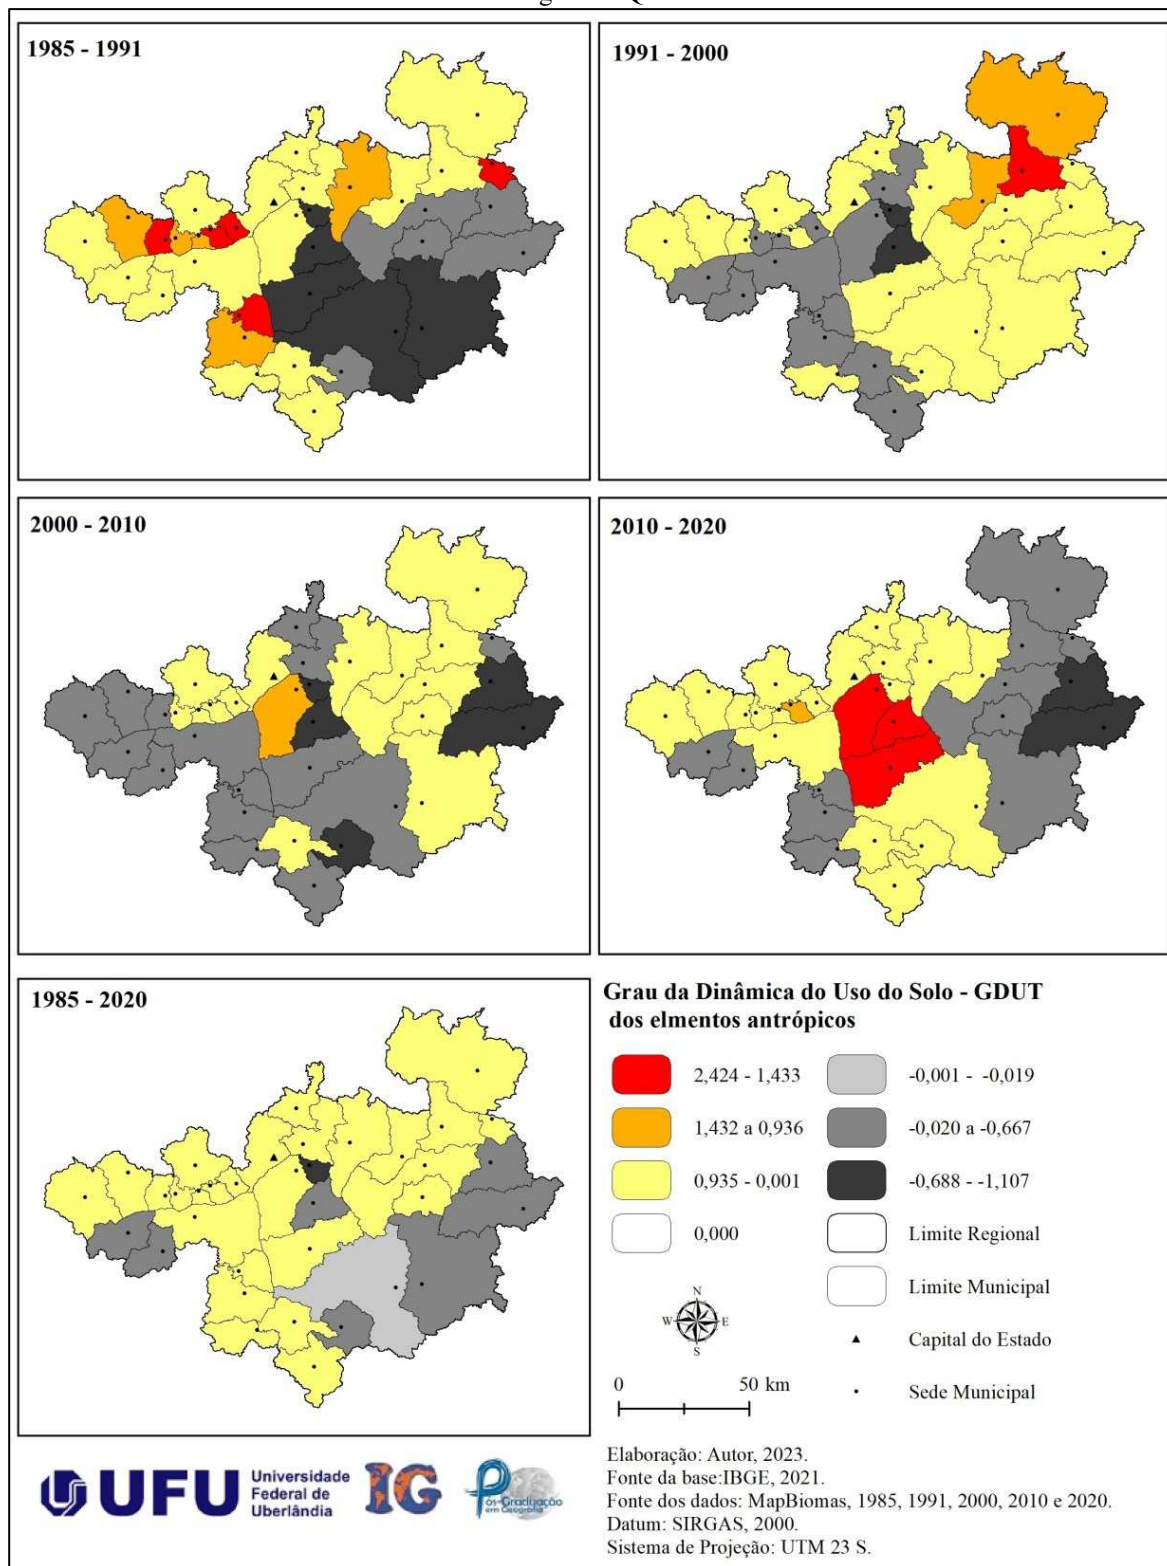 1985 - 1991
1991 - 2000
2000 - 2010
2010 - 2020
1985 - 2020
Grau da Dinâmica do Uso do Solo - GDUT
dos elmentos antrópicos
2,424 - 1,433
1,432 a 0,936
0,935 - 0,001
0,000
-0,001 - -0,019
-0,020 a -0,667
-0,688 - -1,107
Limite Regional
Limite Municipal
Capital do Estado
Sede Municipal
N
W E
S
0 50 km
Elaboração: Autor, 2023.
Fonte da base:IBGE, 2021.
Fonte dos dados: MapBiomas, 1985, 1991, 2000, 2010 e 2020.
Datum: SIRGAS, 2000.
Sistema de Projeção: UTM 23 S.
UFU
Universidade
Federal de
Uberlândia
IG
Pós-Graduação
em Geografia